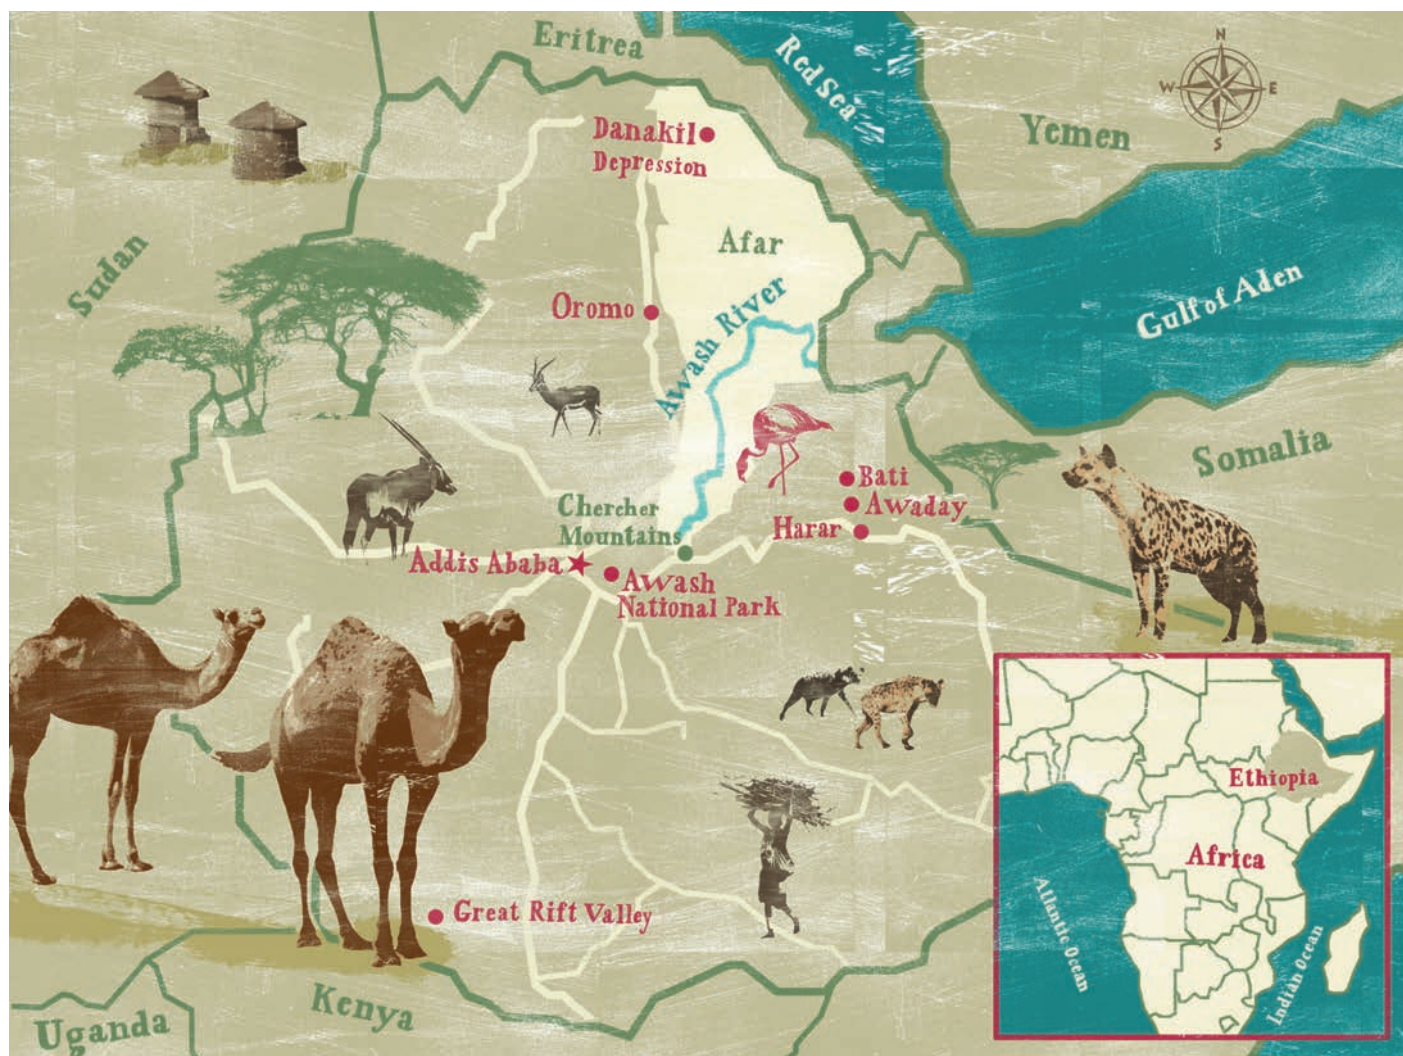 Eritrea
Red Sea
N
W
E
S
Yemen
Danakil
Depression
Sudan
Afar
Gulf of Aden
Oromo
Awash River
Somalia
Bati
Awaday
Chercher
Mountains
Harar
Addis Ababa
Awash
National Park
Ethiopia
Africa
Atlantic Ocean
Indian Ocean
Great Rift Valley
Kenya
Uganda